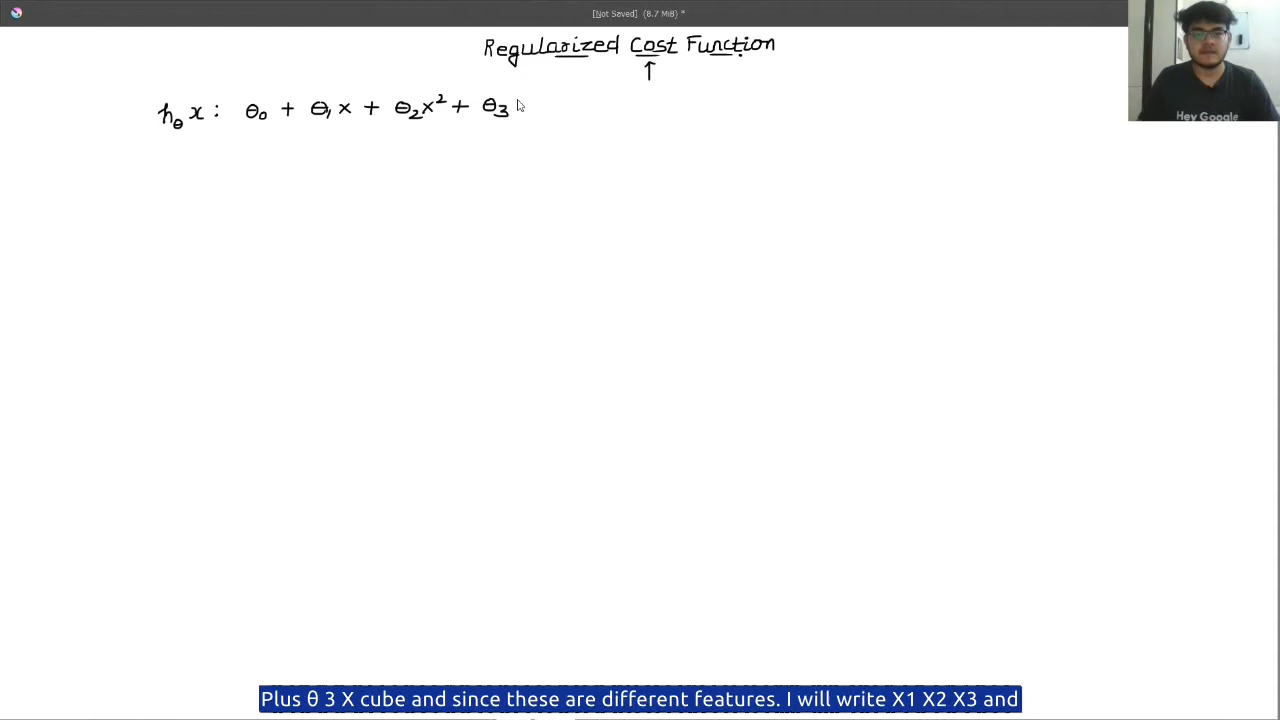 [Not Saved] (8.7 MiB) *
Regularized Cost Function
↑
hθ x : θ₀ + θ₁x + θ₂x² + θ₃
Hey Google
Plus θ 3 X cube and since these are different features. I will write X1 X2 X3 and